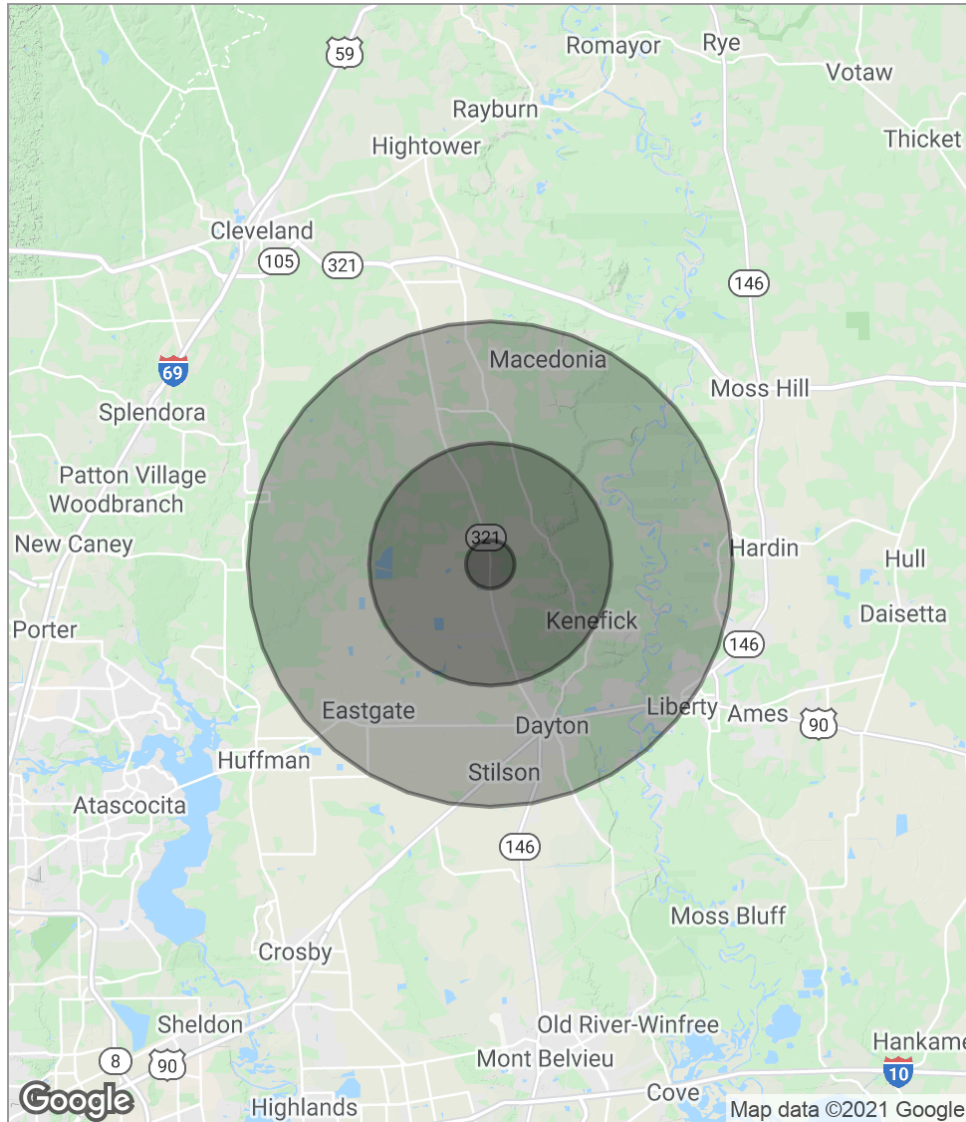 59
Romayor
Rye
Votaw
Rayburn
Thicket
Hightower
Cleveland
105
321
146
Macedonia
69
Moss Hill
Splendora
Patton Village
Woodbranch
New Caney
321
Hardin
Hull
Daisetta
Kenefick
Porter
146
Eastgate
Liberty
Ames
90
Dayton
Huffman
Stilson
Atascocita
146
Moss Bluff
Crosby
Sheldon
Old River-Winfree
Hankame
8
90
Mont Belvieu
10
Cove
Google
Highlands
Map data ©2021 Google